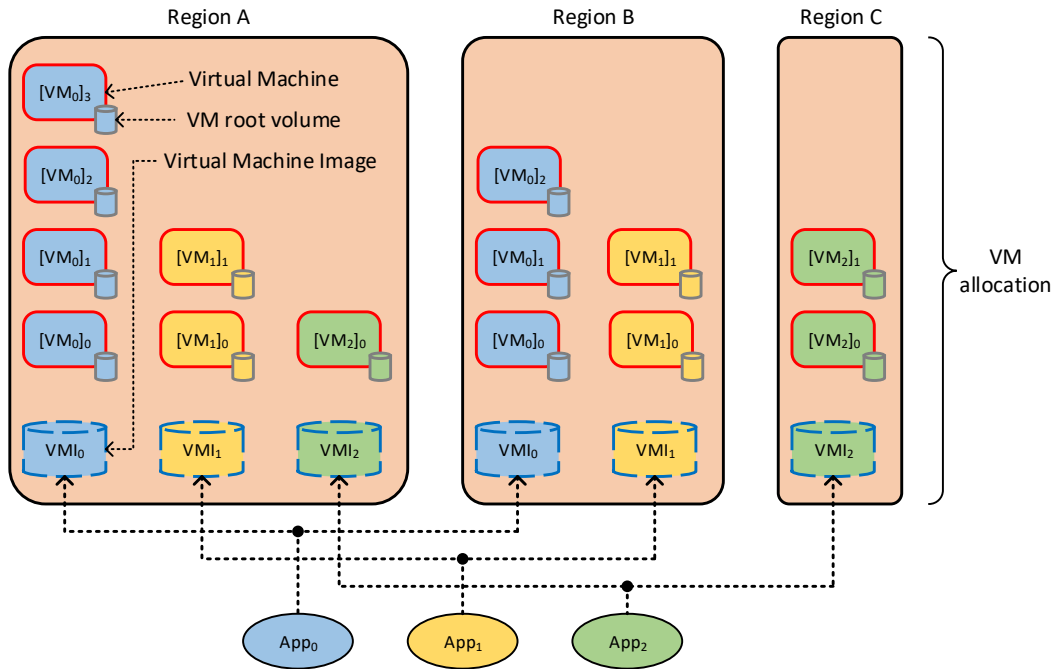 Region A
Region B
Region C
[VM₀]₃
Virtual Machine
VM root volume
Virtual Machine Image
[VM₀]₂
[VM₀]₂
[VM₀]₁
[VM₁]₁
[VM₀]₁
[VM₁]₁
[VM₂]₁
VM
allocation
[VM₀]₀
[VM₁]₀
[VM₂]₀
[VM₀]₀
[VM₁]₀
[VM₂]₀
VMI₀
VMI₁
VMI₂
VMI₀
VMI₁
VMI₂
App₀
App₁
App₂